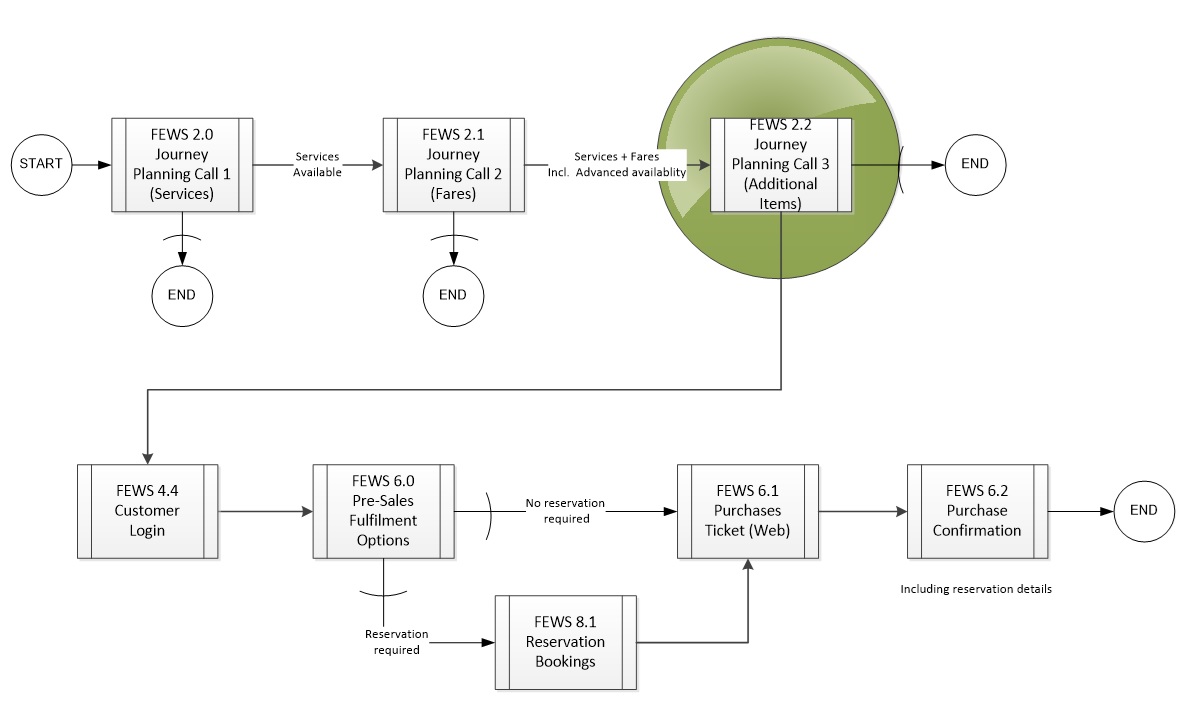 START
FEWS 2.0
Journey
Planning Call 1
(Services)
Services
Available
FEWS 2.1
Journey
Planning Call 2
(Fares)
Services + Fares
Incl.  Advanced availablity
FEWS 2.2
Journey
Planning Call 3
(Additional
Items)
END
END
END
FEWS 4.4
Customer
Login
FEWS 6.0
Pre-Sales
Fulfilment
Options
No reservation
required
FEWS 6.1
Purchases
Ticket (Web)
FEWS 6.2
Purchase
Confirmation
END
Including reservation details
Reservation
required
FEWS 8.1
Reservation
Bookings